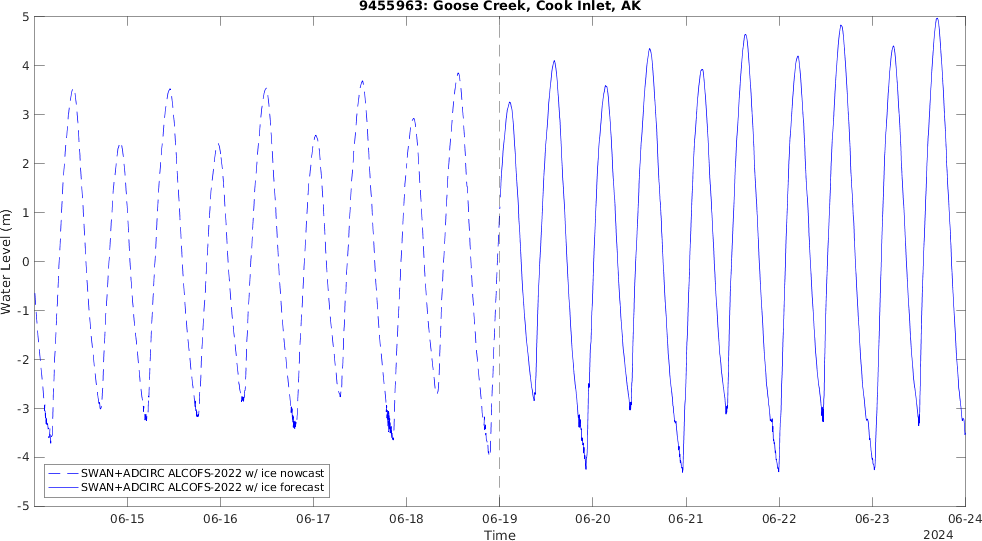 9455963: Goose Creek, Cook Inlet, AK
5
4
3
2
1
0
-1
-2
-3
-4
-5
Water Level (m)
SWAN+ADCIRC ALCOFS-2022 w/ ice nowcast
SWAN+ADCIRC ALCOFS-2022 w/ ice forecast
06-15 06-16 06-17 06-18 06-19 06-20 06-21 06-22 06-23 06-24
Time
2024